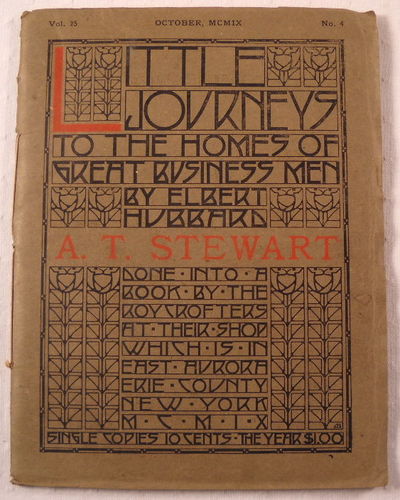 Vol. 25 OCTOBER, MCMIX No. 4
LITTLE
JOURNEYS
TO THE HOMES OF
GREAT BUSINESS MEN
BY ELBERT
HUBBARD
A. T. STEWART
DONE · INTO · A
BOOK · BY · THE
ROYCROFTERS
AT · THEIR · SHOP
WHICH · IS · IN
EAST · AURORA
ERIE · COUNTY
NEW · YORK
M · C · M · I · X
SINGLE COPIES 10 CENTS · THE YEAR $1.00